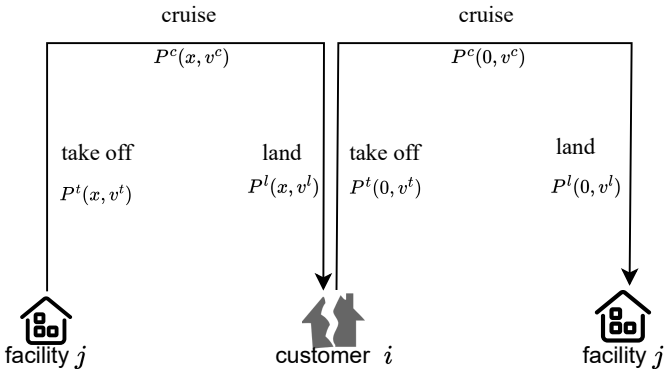 cruise
cruise
P^c(x, v^c)
P^c(0, v^c)
take off
land
take off
land
P^t(x, v^t)
P^l(x, v^l)
P^t(0, v^t)
P^l(0, v^l)
facility j
customer i
facility j